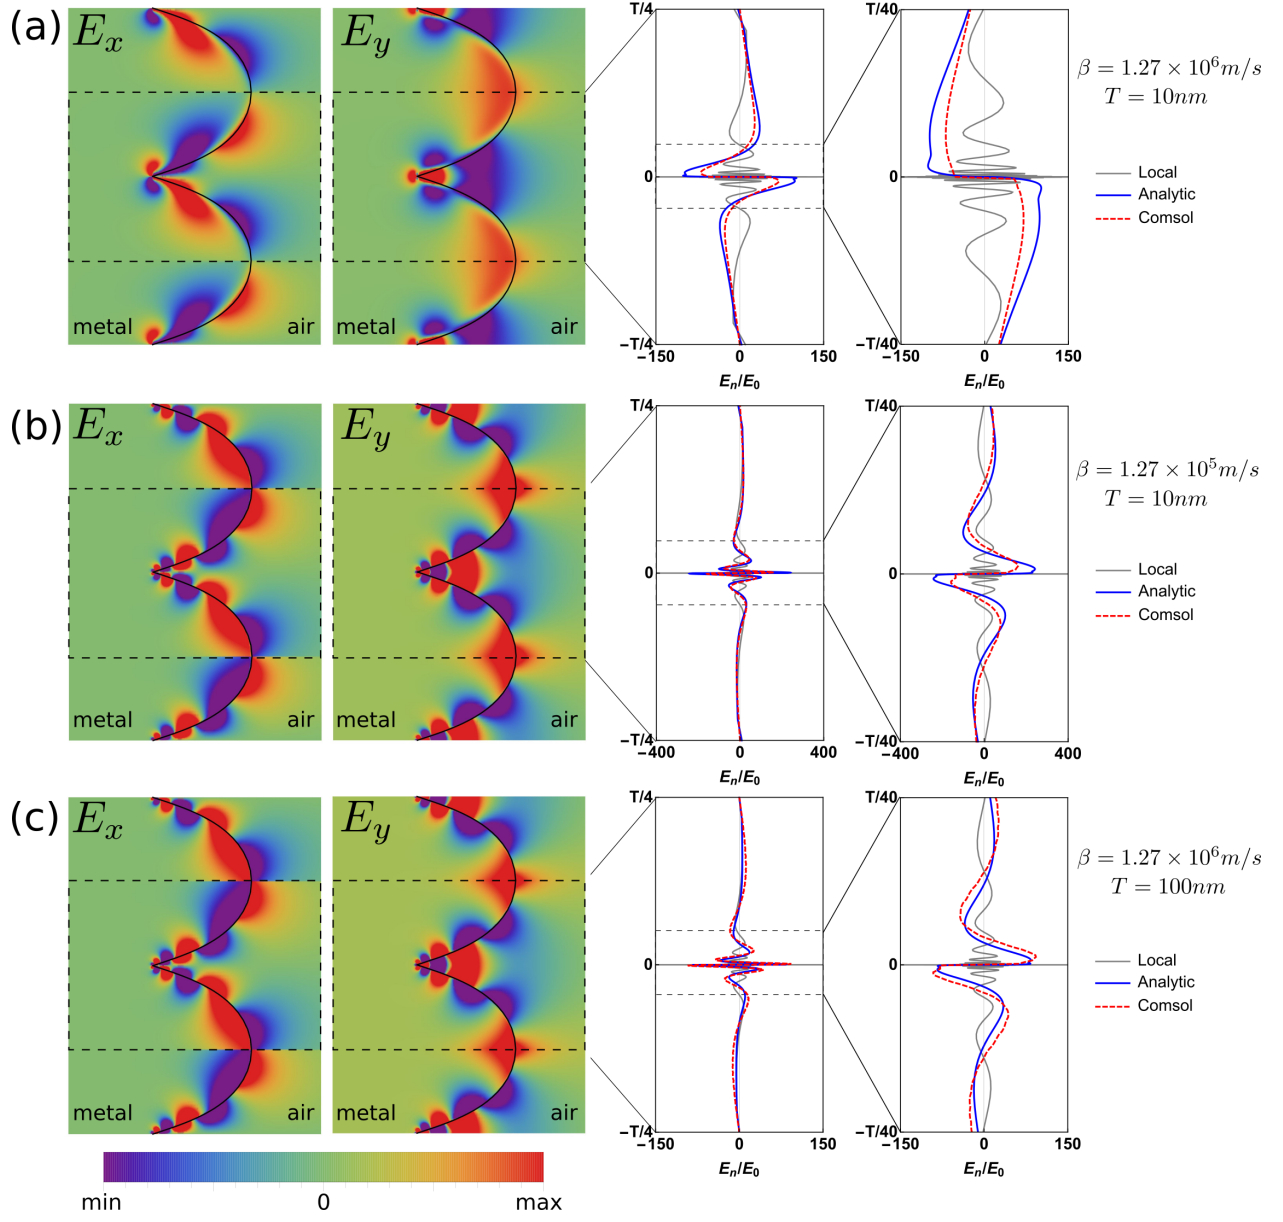 (a)
E_x
E_y
metal
air
metal
air
T/4
0
−T/4
−150
0
150
E_n/E_0
T/40
0
−T/40
−150
0
150
E_n/E_0
β = 1.27 × 10^6 m/s
T = 10nm
Local
Analytic
Comsol
(b)
E_x
E_y
metal
air
metal
air
T/4
0
−T/4
−400
0
400
E_n/E_0
T/40
0
−T/40
−400
0
400
E_n/E_0
β = 1.27 × 10^5 m/s
T = 10nm
Local
Analytic
Comsol
(c)
E_x
E_y
metal
air
metal
air
T/4
0
−T/4
−150
0
150
E_n/E_0
T/40
0
−T/40
−150
0
150
E_n/E_0
β = 1.27 × 10^6 m/s
T = 100nm
Local
Analytic
Comsol
min
0
max